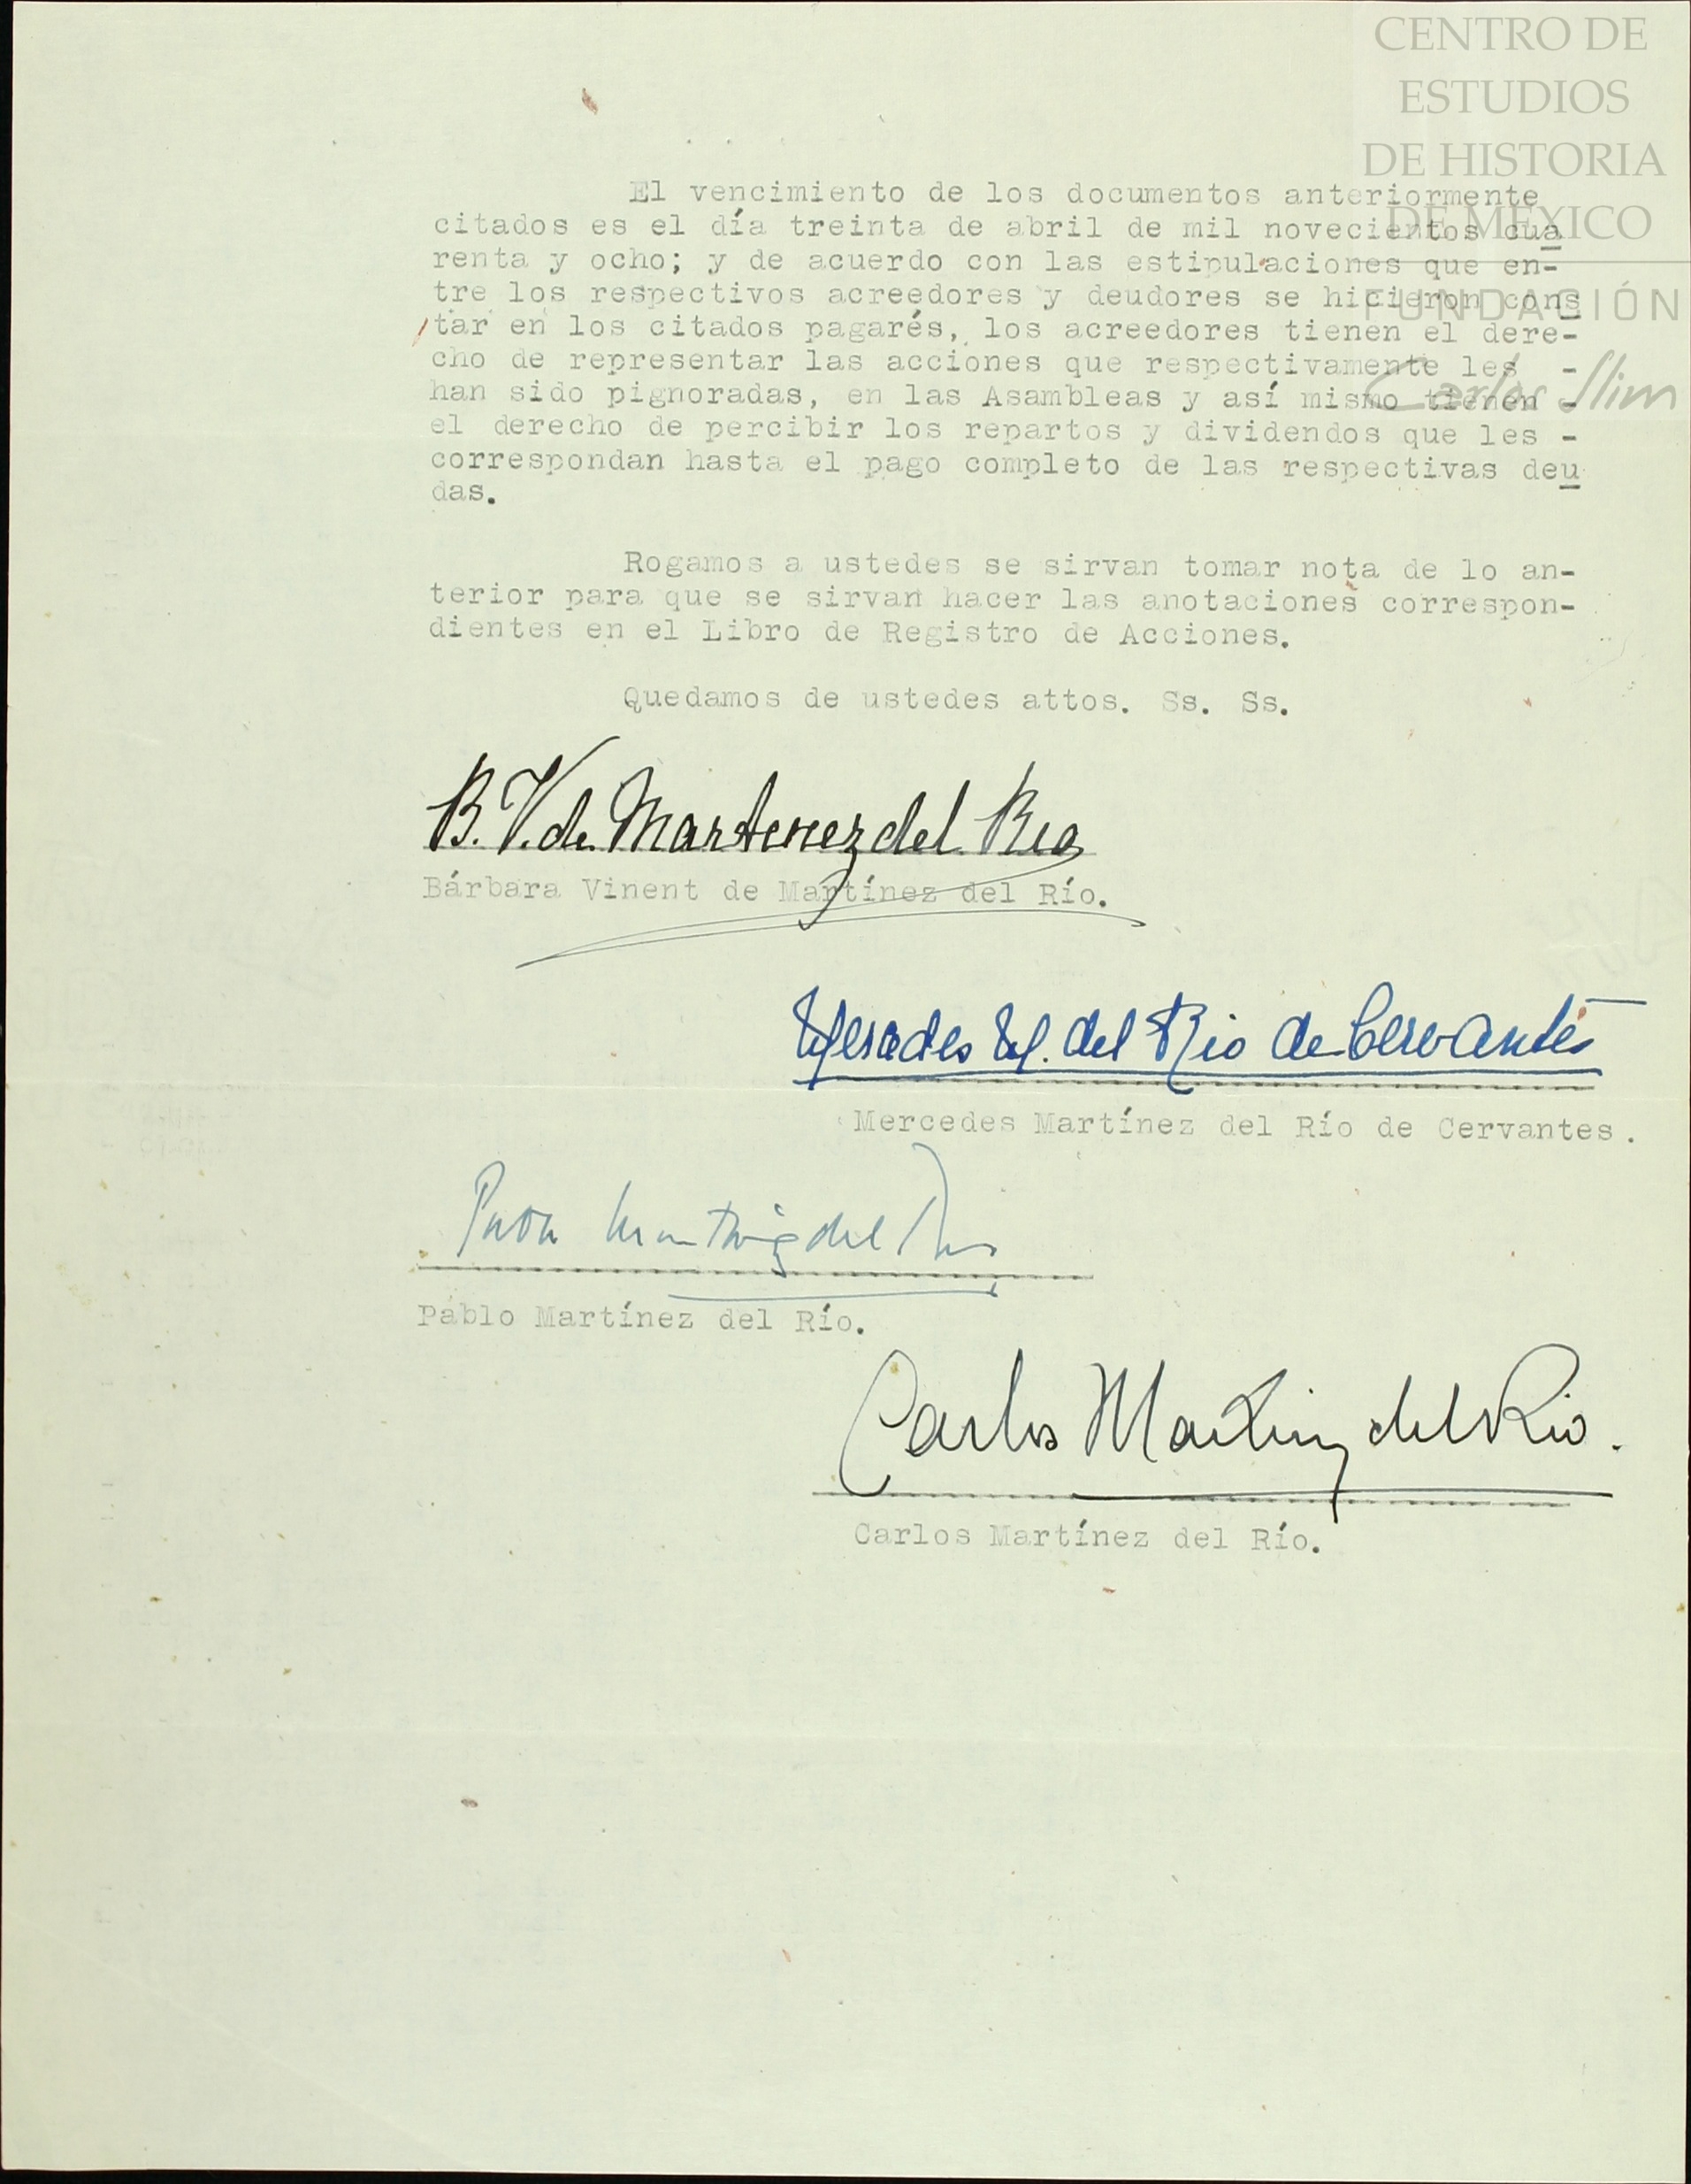 CENTRO DE
ESTUDIOS
DE HISTORIA
DE MÉXICO
FUNDACIÓN
Carlos Slim
El vencimiento de los documentos anteriormente
citados es el día treinta de abril de mil novecientos cua
renta y ocho; y de acuerdo con las estipulaciones que en-
tre los respectivos acreedores y deudores se hicieron cons
tar en los citados pagarés, los acreedores tienen el dere-
cho de representar las acciones que respectivamente les -
han sido pignoradas, en las Asambleas y así mismo tienen -
el derecho de percibir los repartos y dividendos que les -
correspondan hasta el pago completo de las respectivas deu
das.
Rogamos a ustedes se sirvan tomar nota de lo an-
terior para que se sirvan hacer las anotaciones correspon-
dientes en el Libro de Registro de Acciones.
Quedamos de ustedes attos. Ss. Ss.
B. V. de Martinez del Rio
Bárbara Vinent de Martínez del Río.
Mercedes M. del Rio de Cervantes
Mercedes Martínez del Río de Cervantes.
Pablo Martinez del Rio
Pablo Martínez del Río.
Carlos Martinez del Rio.
Carlos Martínez del Río.